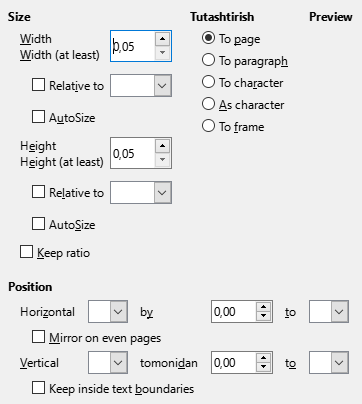 Size Tutashtirish Preview
Width
Width (at least) 0,05 To page
To paragraph
Relative to To character
AutoSize As character
To frame
Height
Height (at least) 0,05
Relative to
AutoSize
Keep ratio
Position
Horizontal by 0,00 to
Mirror on even pages
Vertical tomonidan 0,00 to
Keep inside text boundaries